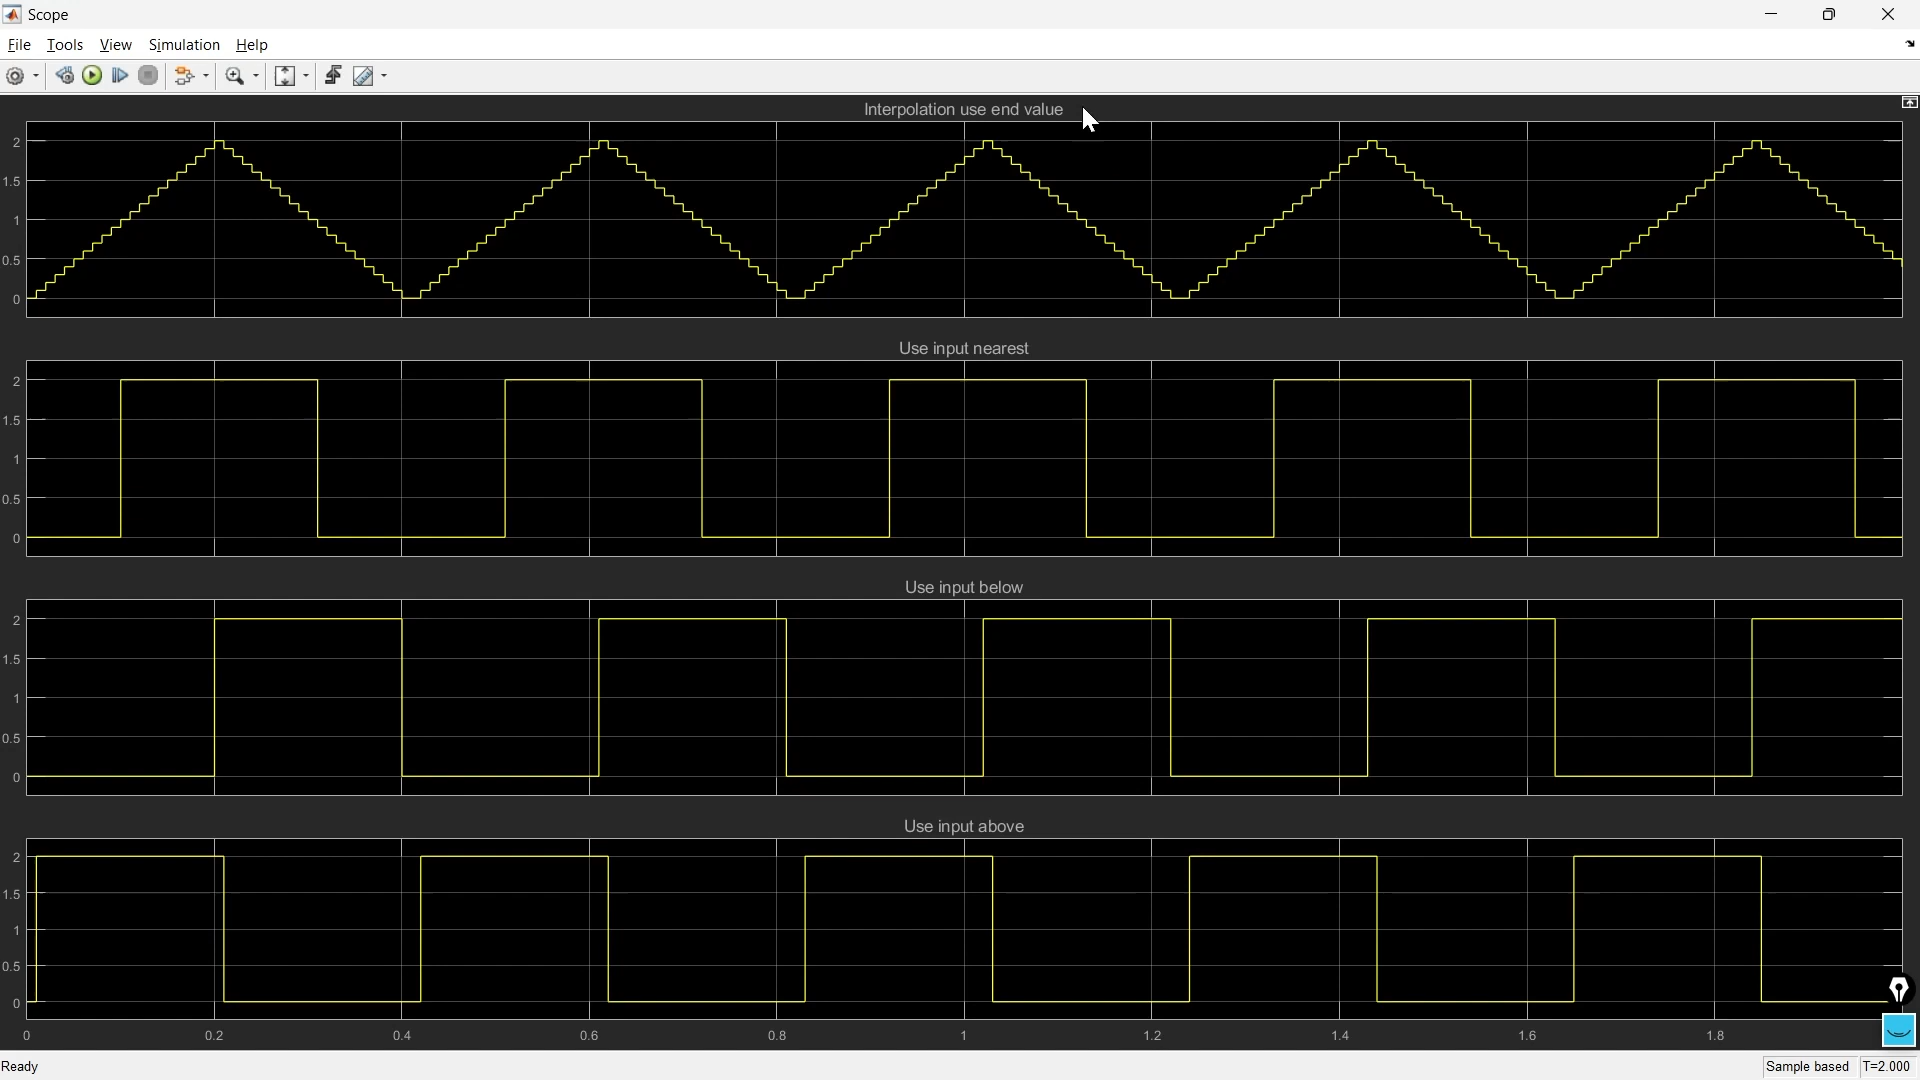 Scope
File Tools View Simulation Help
Interpolation use end value
2
1.5
1
0.5
0
Use input nearest
2
1.5
1
0.5
0
Use input below
2
1.5
1
0.5
0
Use input above
2
1.5
1
0.5
0
0 0.2 0.4 0.6 0.8 1 1.2 1.4 1.6 1.8
Ready Sample based T=2.000